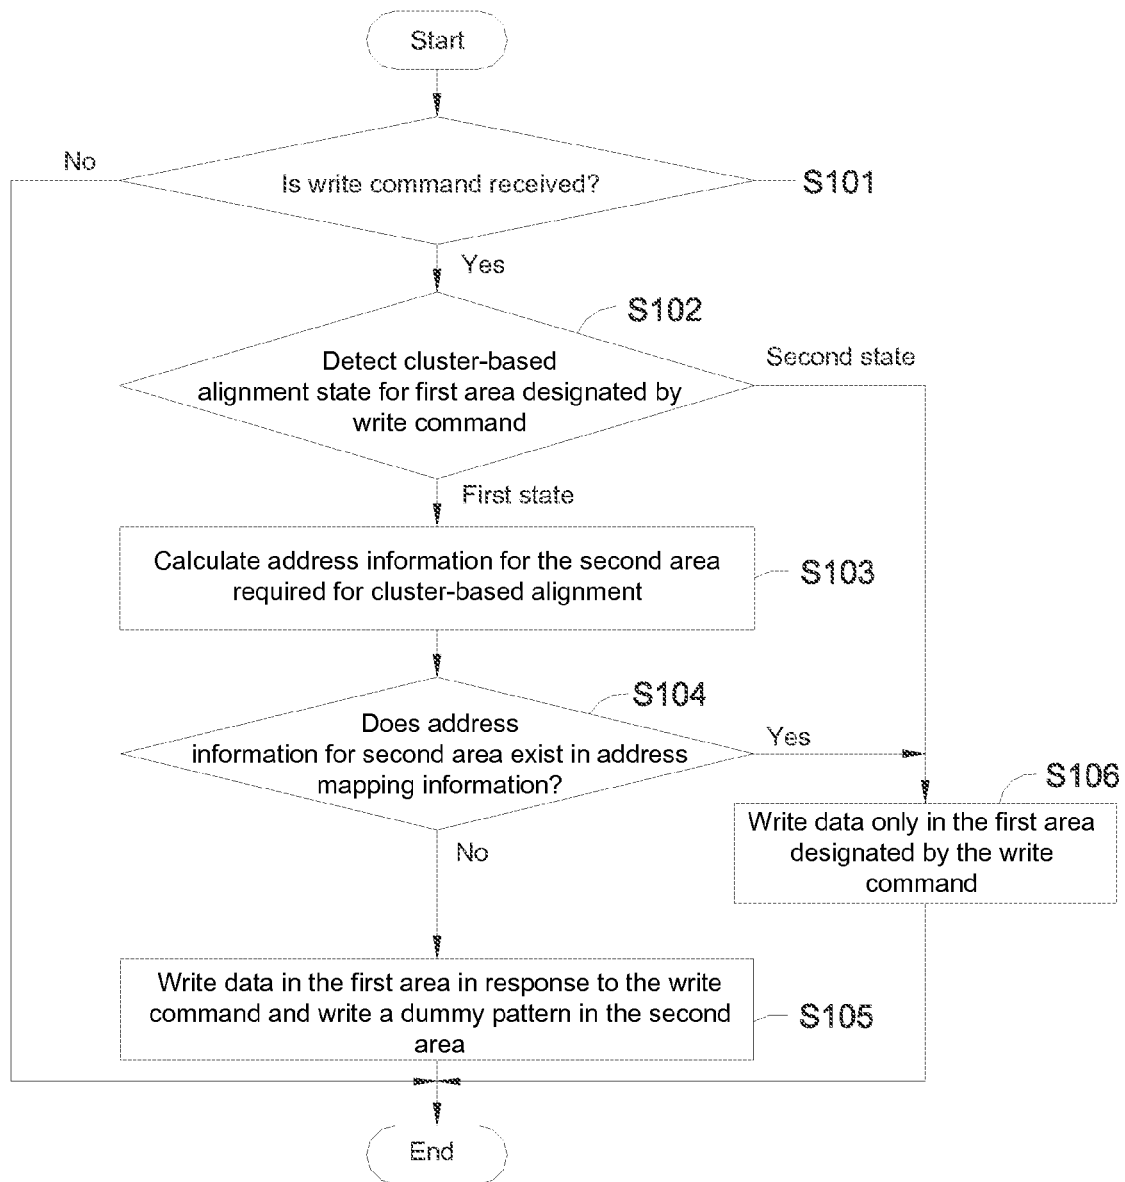 Start
No
Is write command received?
S101
Yes
S102
Detect cluster-based
alignment state for first area designated by
write command
Second state
First state
Calculate address information for the second area
required for cluster-based alignment
S103
S104
Does address
information for second area exist in address
mapping information?
Yes
S106
Write data only in the first area
designated by the write
command
No
Write data in the first area in response to the write
command and write a dummy pattern in the second
area
S105
End